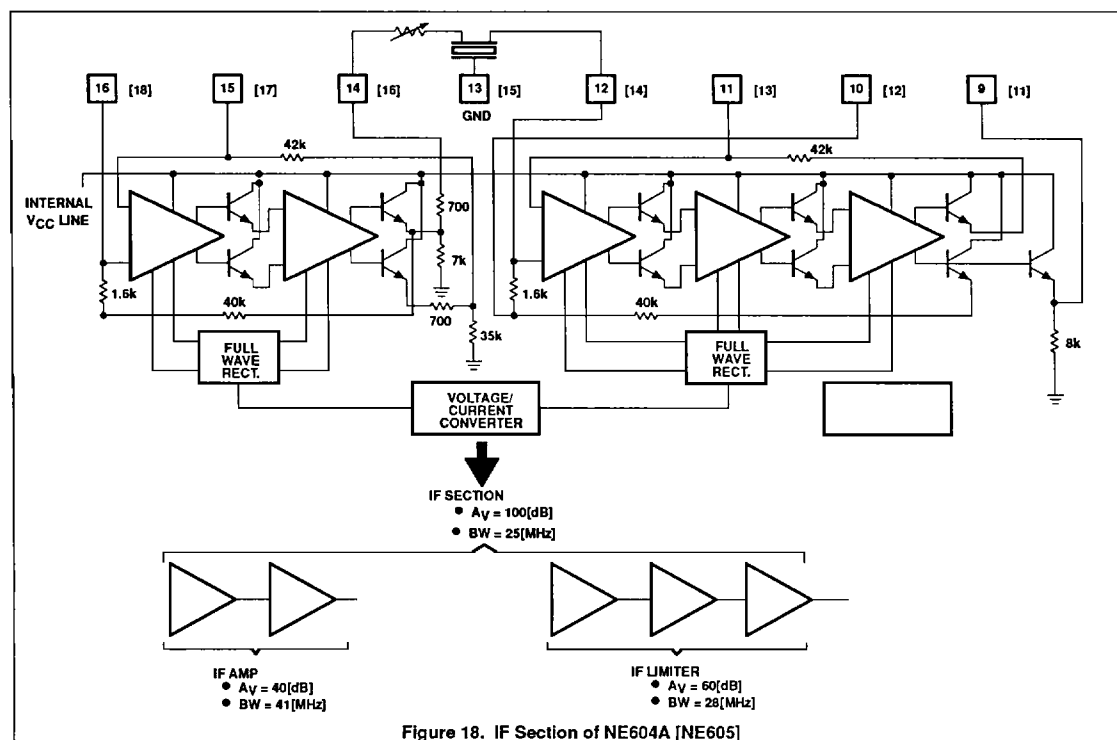 16 [18]
15 [17]
14 [16]
13 [15]
12 [14]
11 [13]
10 [12]
9 [11]
GND
42k
42k
INTERNAL
VCC LINE
700
7k
1.6k
40k
700
35k
1.6k
40k
8k
FULL
WAVE
RECT.
FULL
WAVE
RECT.
VOLTAGE/
CURRENT
CONVERTER
IF SECTION
● AV = 100[dB]
● BW = 25[MHz]
IF AMP
● AV = 40[dB]
● BW = 41[MHz]
IF LIMITER
● AV = 60[dB]
● BW = 28[MHz]
Figure 18. IF Section of NE604A [NE605]